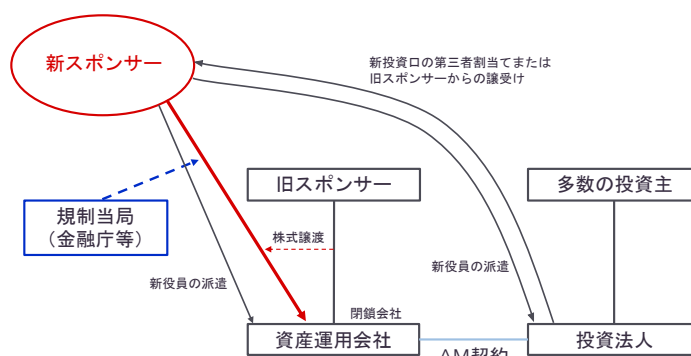 新投資口の第三者割当てまたは
旧スポンサーからの譲受け
新スポンサー
旧スポンサー
多数の投資主
規制当局
（金融庁等）
株式譲渡
新役員の派遣
新役員の派遣
閉鎖会社
資産運用会社
投資法人
AM契約